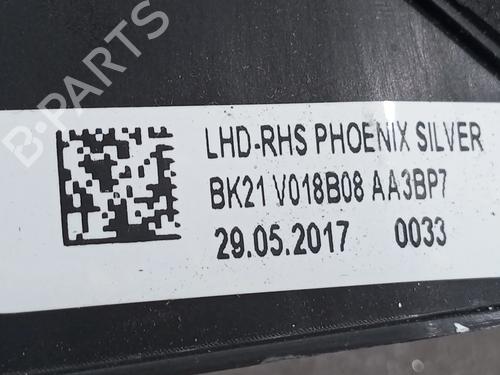 B-PARTS
LHD-RHS PHOENIX SILVER
BK21 V018B08 AA3BP7
29.05.2017 0033